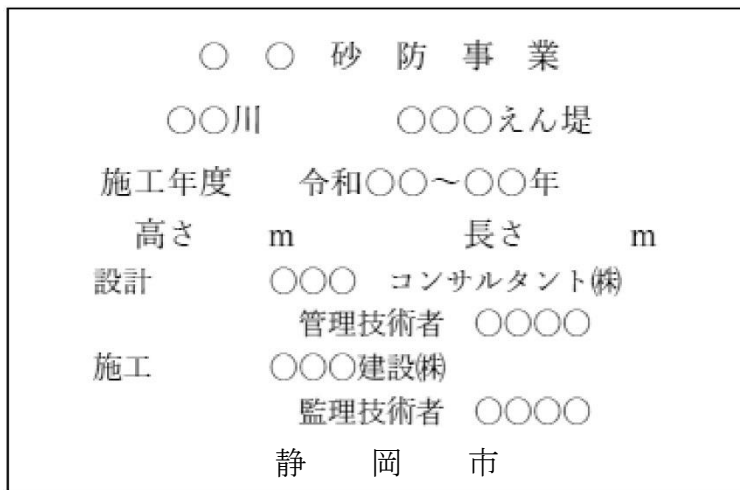 ○ ○ 砂 防 事 業
○○川 ○○○えん堤
施工年度 令和○○~○○年
高さ m 長さ m
設計 ○○○ コンサルタント㈱
管理技術者 ○○○○
施工 ○○○建設㈱
監理技術者 ○○○○
静 岡 市